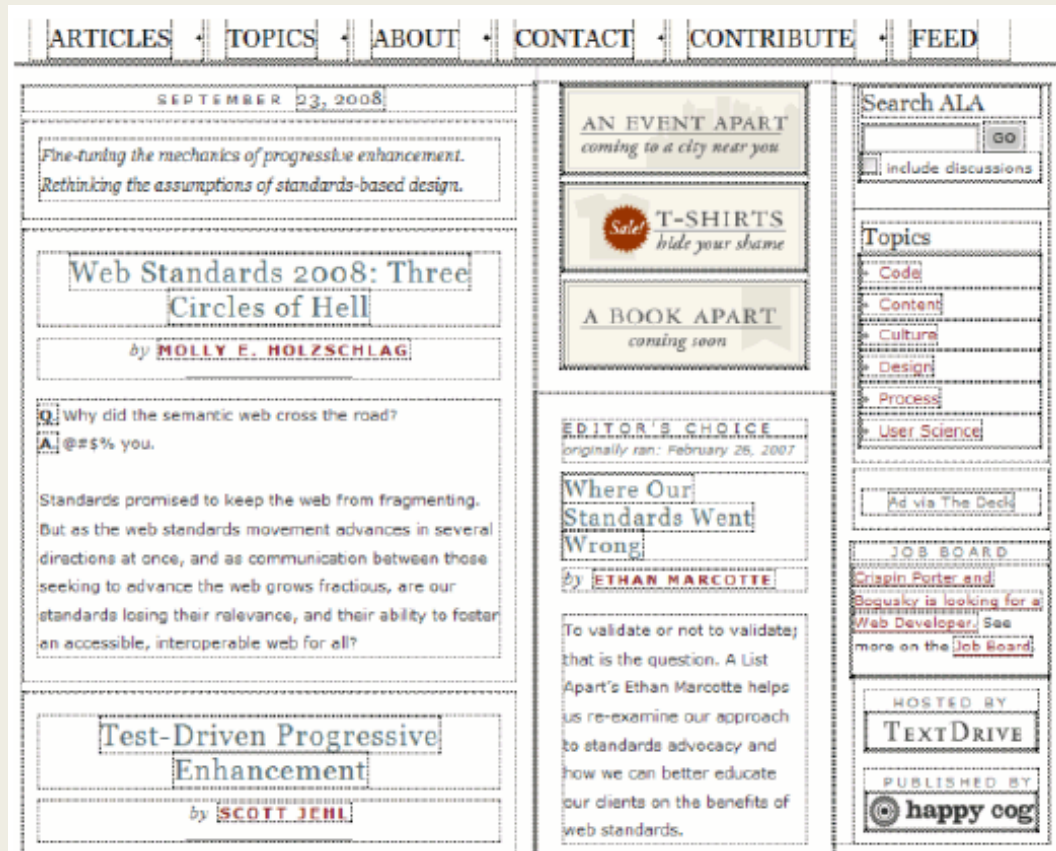 ARTICLES
TOPICS
ABOUT
CONTACT
CONTRIBUTE
FEED
SEPTEMBER 23, 2008
Fine-tuning the mechanics of progressive enhancement.
Rethinking the assumptions of standards-based design.
Web Standards 2008: Three
Circles of Hell
by MOLLY E. HOLZSCHLAG
Q. Why did the semantic web cross the road?
A. @#$% you.
Standards promised to keep the web from fragmenting.
But as the web standards movement advances in several
directions at once, and as communication between those
seeking to advance the web grows fractious, are our
standards losing their relevance, and their ability to foster
an accessible, interoperable web for all?
Test-Driven Progressive
Enhancement
by SCOTT JEHL
AN EVENT APART
coming to a city near you
Sale!
T-SHIRTS
hide your shame
A BOOK APART
coming soon
EDITOR'S CHOICE
originally ran: February 26, 2007
Where Our
Standards Went
Wrong
by ETHAN MARCOTTE
To validate or not to validate;
that is the question. A List
Apart's Ethan Marcotte helps
us re-examine our approach
to standards advocacy and
how we can better educate
our clients on the benefits of
web standards.
Search ALA
GO
include discussions
Topics
Code
Content
Culture
Design
Process
User Science
Ad via The Deck
JOB BOARD
Crispin Porter and
Bogusky is looking for a
Web Developer. See
more on the Job Board.
HOSTED BY
TEXTDRIVE
PUBLISHED BY
happy cog